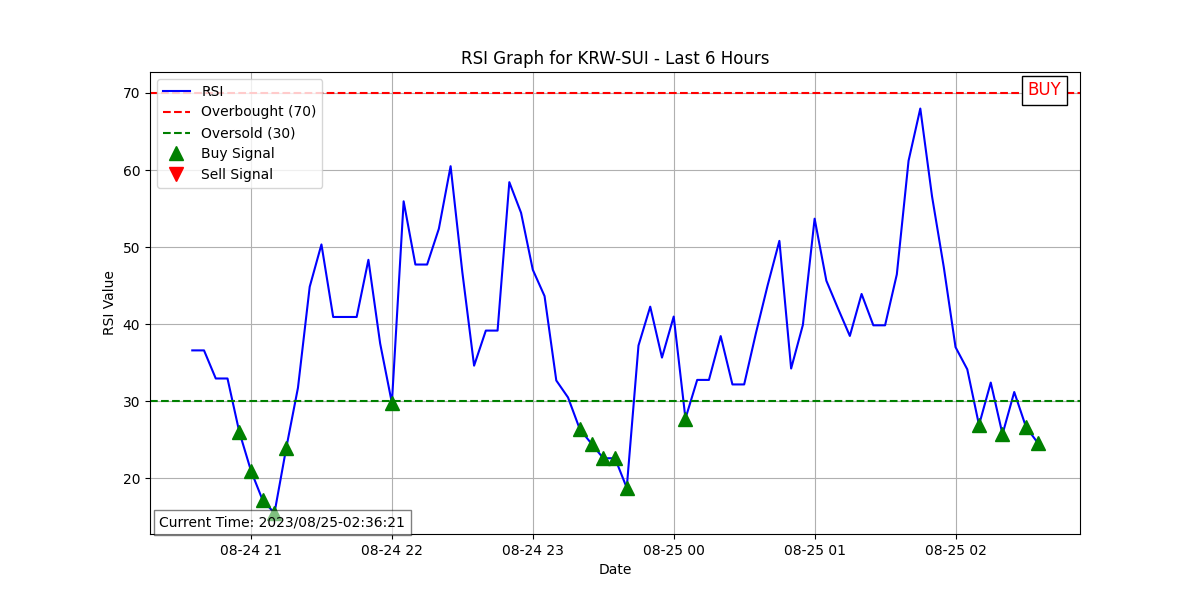 RSI Graph for KRW-SUI - Last 6 Hours
RSI
Overbought (70)
Oversold (30)
Buy Signal
Sell Signal
BUY
70
60
50
40
30
20
RSI Value
Current Time: 2023/08/25-02:36:21
08-24 21
08-24 22
08-24 23
08-25 00
08-25 01
08-25 02
Date